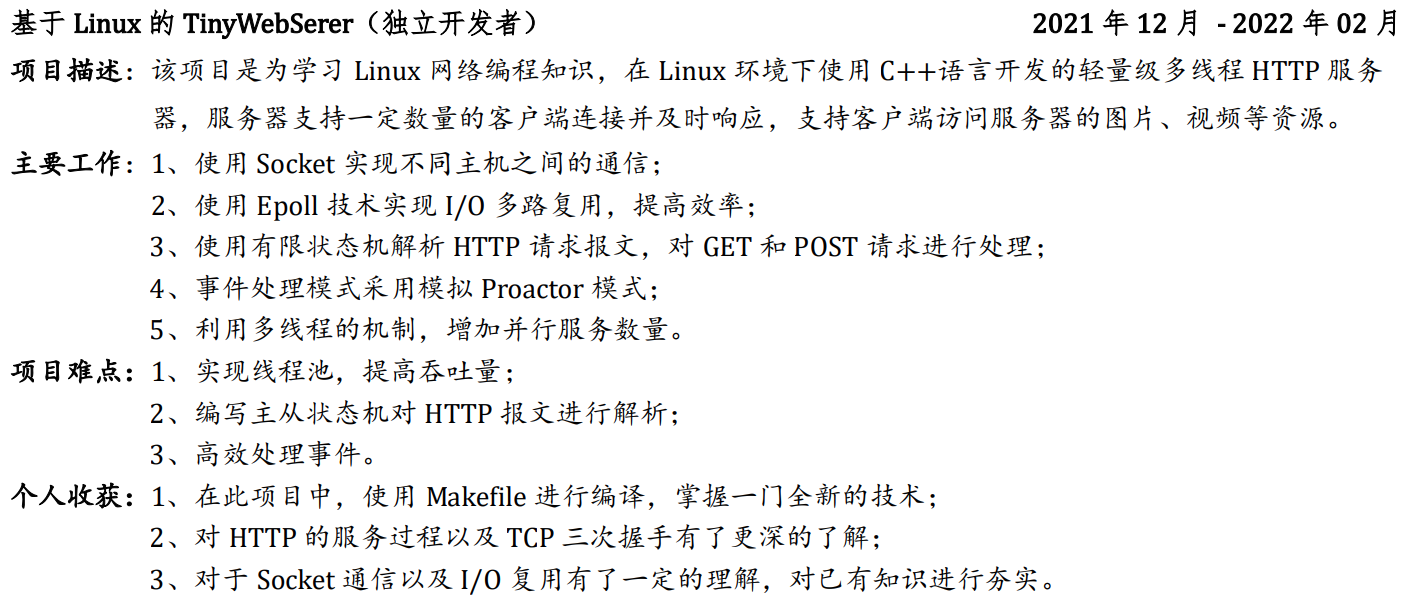 基于 Linux 的 TinyWebSerer（独立开发者） 2021 年 12 月 - 2022 年 02 月
项目描述：该项目是为学习 Linux 网络编程知识，在 Linux 环境下使用 C++语言开发的轻量级多线程 HTTP 服务
器，服务器支持一定数量的客户端连接并及时响应，支持客户端访问服务器的图片、视频等资源。
主要工作：1、使用 Socket 实现不同主机之间的通信；
2、使用 Epoll 技术实现 I/O 多路复用，提高效率；
3、使用有限状态机解析 HTTP 请求报文，对 GET 和 POST 请求进行处理；
4、事件处理模式采用模拟 Proactor 模式；
5、利用多线程的机制，增加并行服务数量。
项目难点：1、实现线程池，提高吞吐量；
2、编写主从状态机对 HTTP 报文进行解析；
3、高效处理事件。
个人收获：1、在此项目中，使用 Makefile 进行编译，掌握一门全新的技术；
2、对 HTTP 的服务过程以及 TCP 三次握手有了更深的了解；
3、对于 Socket 通信以及 I/O 复用有了一定的理解，对已有知识进行夯实。